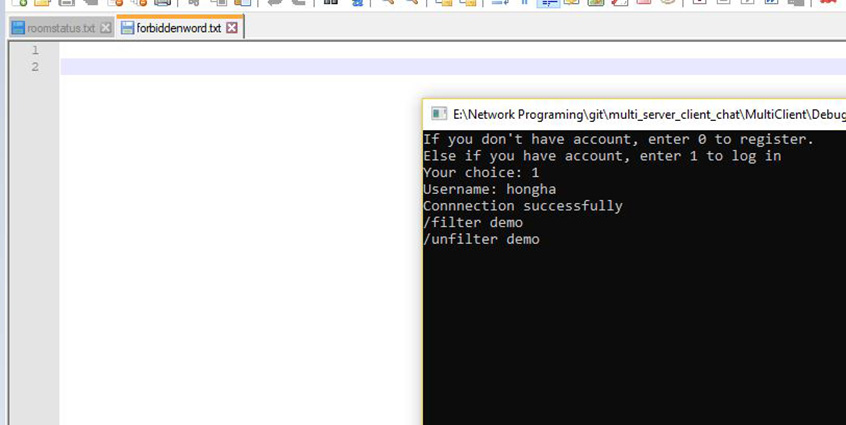 roomstatus.txt forbiddenword.txt
1
2
E:\Network Programing\git\multi_server_client_chat\MultiClient\Debug
If you don't have account, enter 0 to register.
Else if you have account, enter 1 to log in
Your choice: 1
Username: hongha
Connnection successfully
/filter demo
/unfilter demo